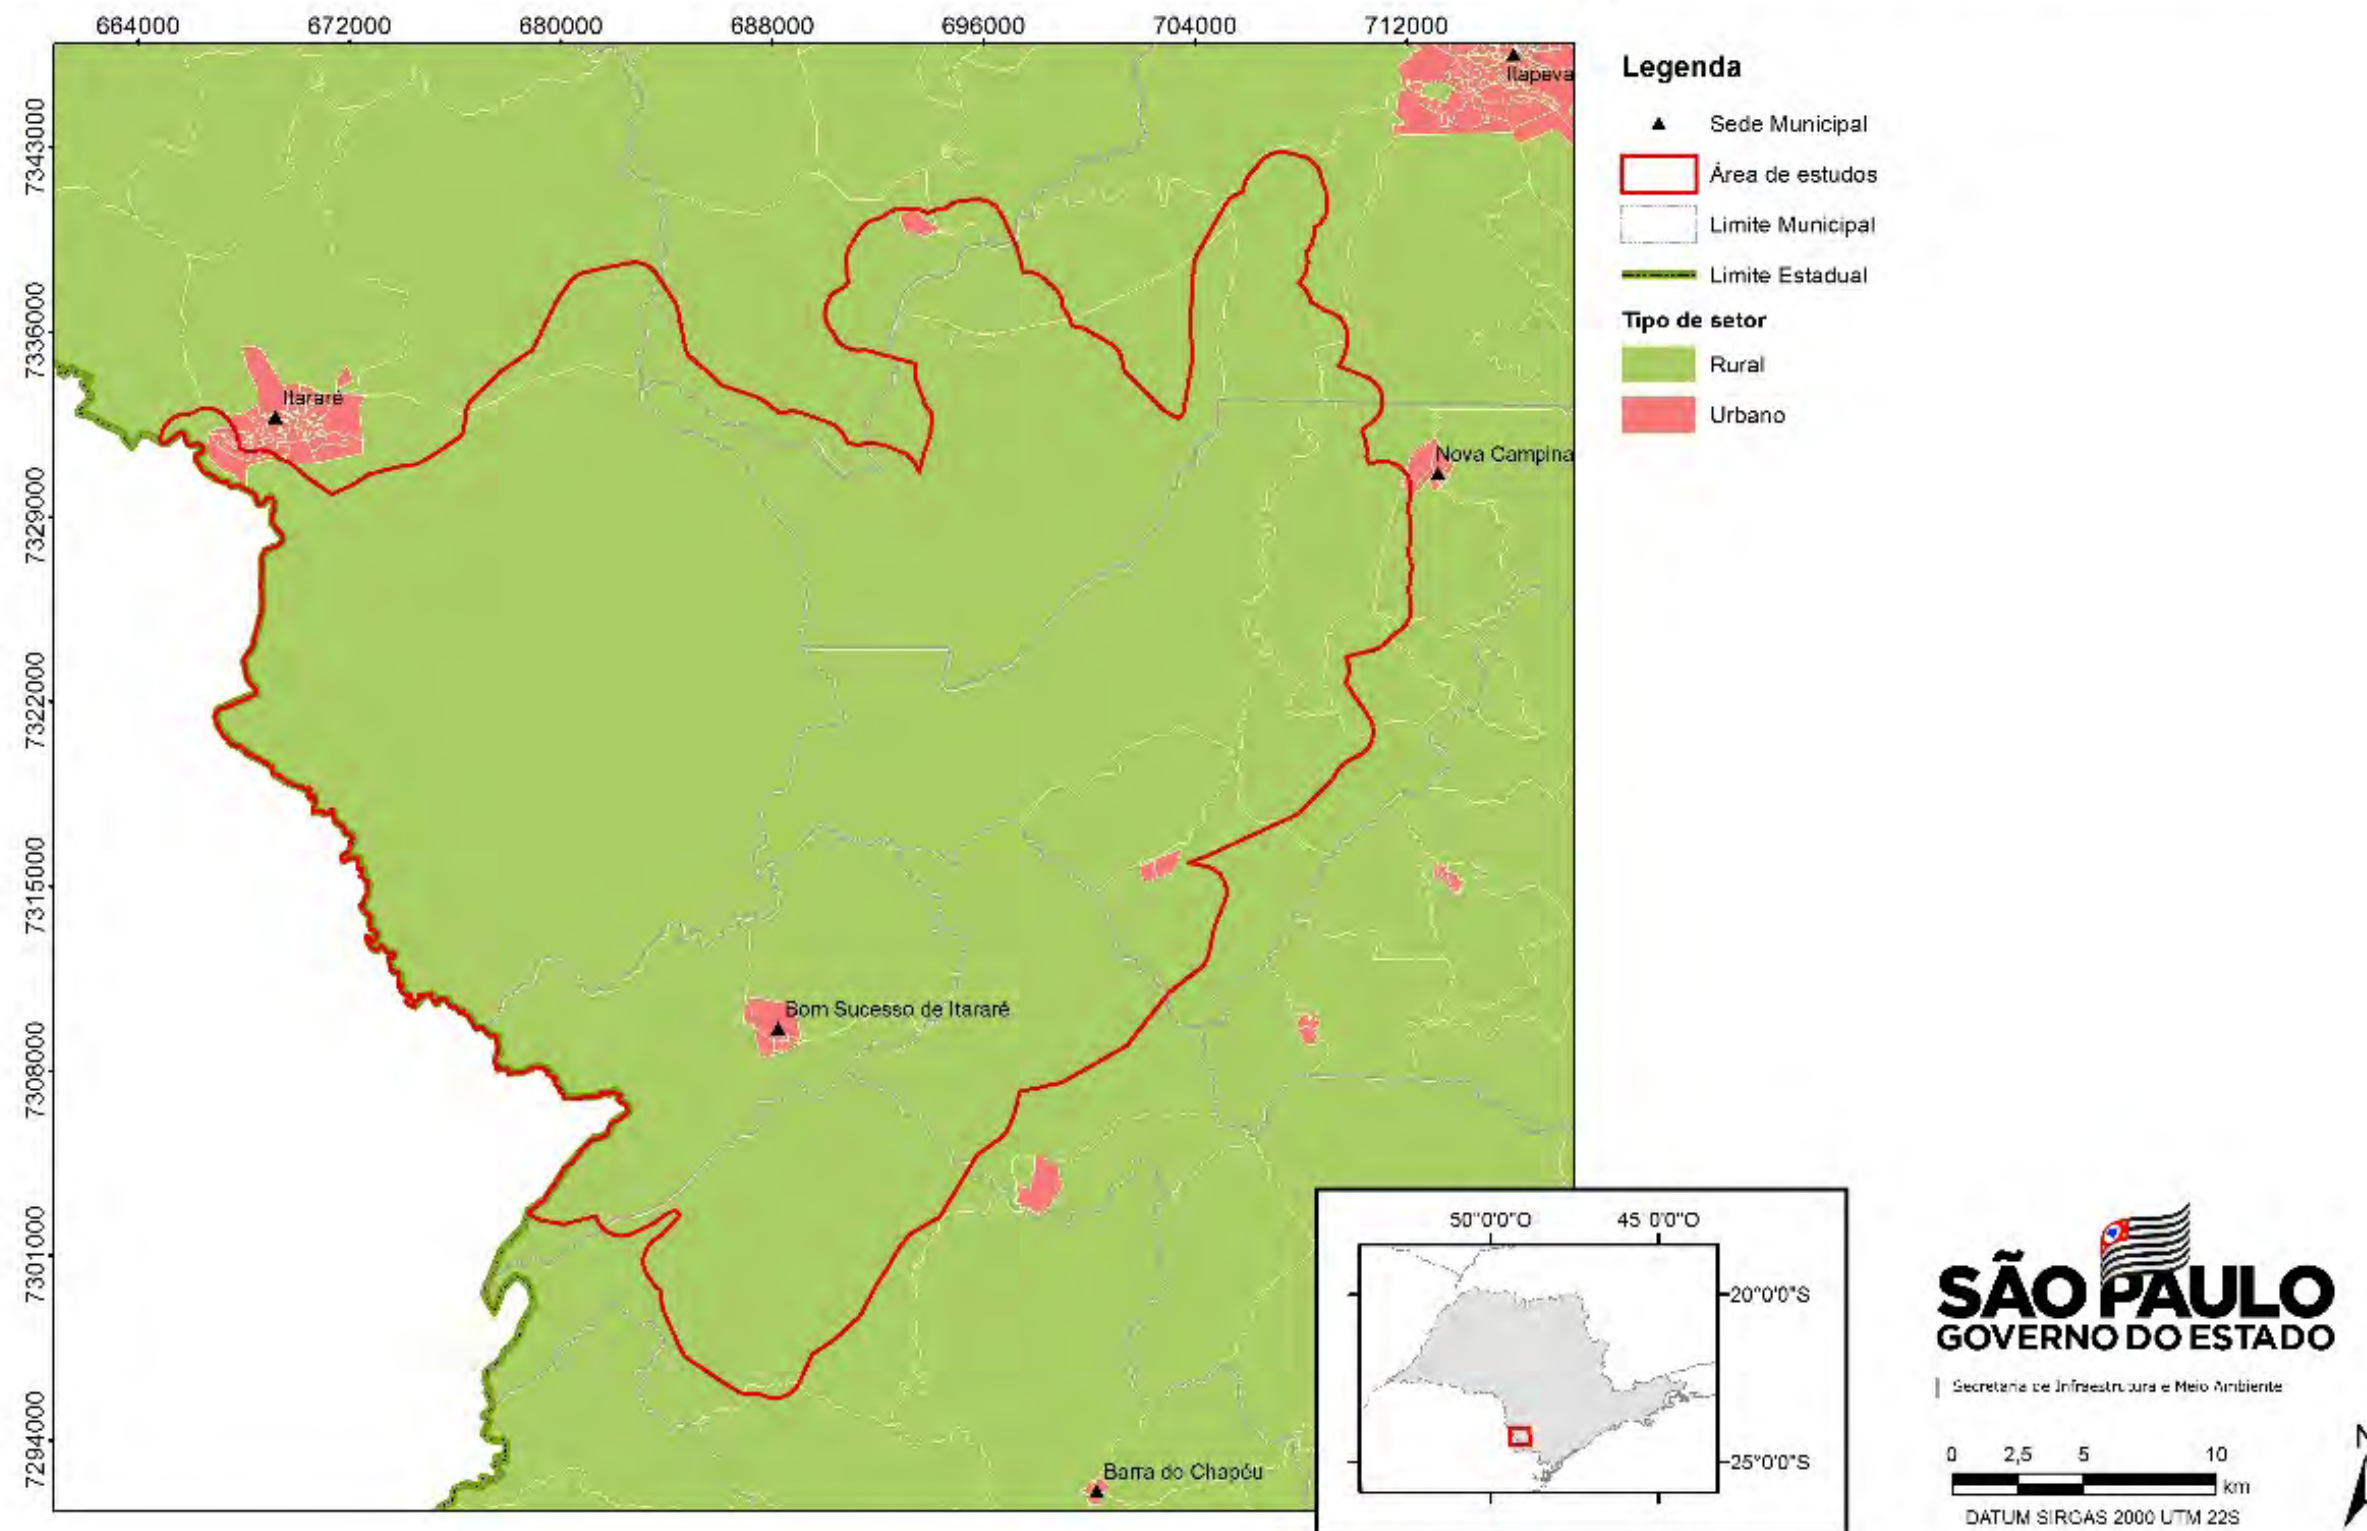 664000 672000 680000 688000 696000 704000 712000
7343000
7336000
7329000
7322000
7315000
7308000
7301000
7294000
Itapeva
Itararé
Nova Campina
Bom Sucesso de Itararé
Barra do Chapéu
Legenda
Sede Municipal
Área de estudos
Limite Municipal
Limite Estadual
Tipo de setor
Rural
Urbano
50°0'0"O 45°0'0"O
20°0'0"S
25°0'0"S
SÃO PAULO
GOVERNO DO ESTADO
Secretaria de Infraestrutura e Meio Ambiente
0 2,5 5 10
km
DATUM SIRGAS 2000 UTM 22S
N